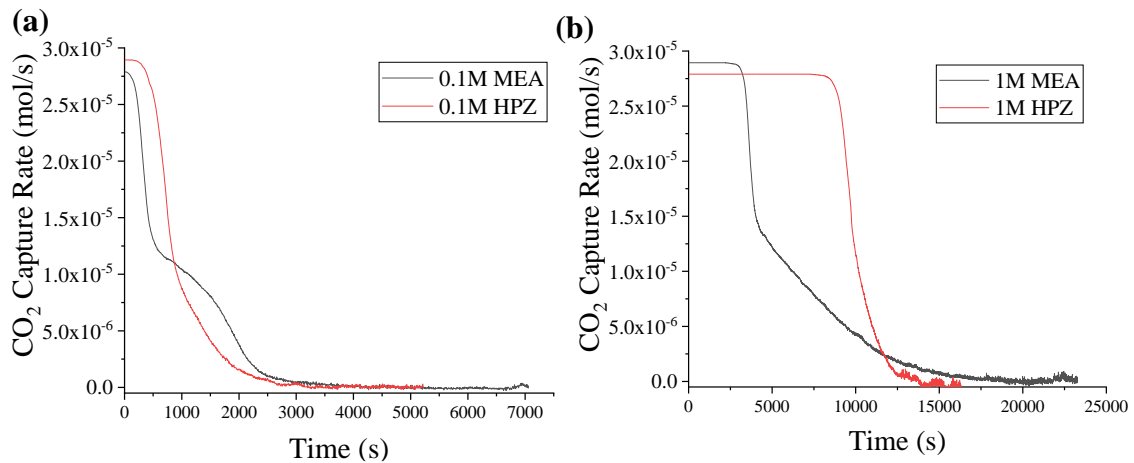 (a)
CO₂ Capture Rate (mol/s)
3.0x10⁻⁵
2.5x10⁻⁵
2.0x10⁻⁵
1.5x10⁻⁵
1.0x10⁻⁵
5.0x10⁻⁶
0.0
0 1000 2000 3000 4000 5000 6000 7000
Time (s)
0.1M MEA
0.1M HPZ
(b)
CO₂ Capture Rate (mol/s)
3.0x10⁻⁵
2.5x10⁻⁵
2.0x10⁻⁵
1.5x10⁻⁵
1.0x10⁻⁵
5.0x10⁻⁶
0.0
0 5000 10000 15000 20000 25000
Time (s)
1M MEA
1M HPZ